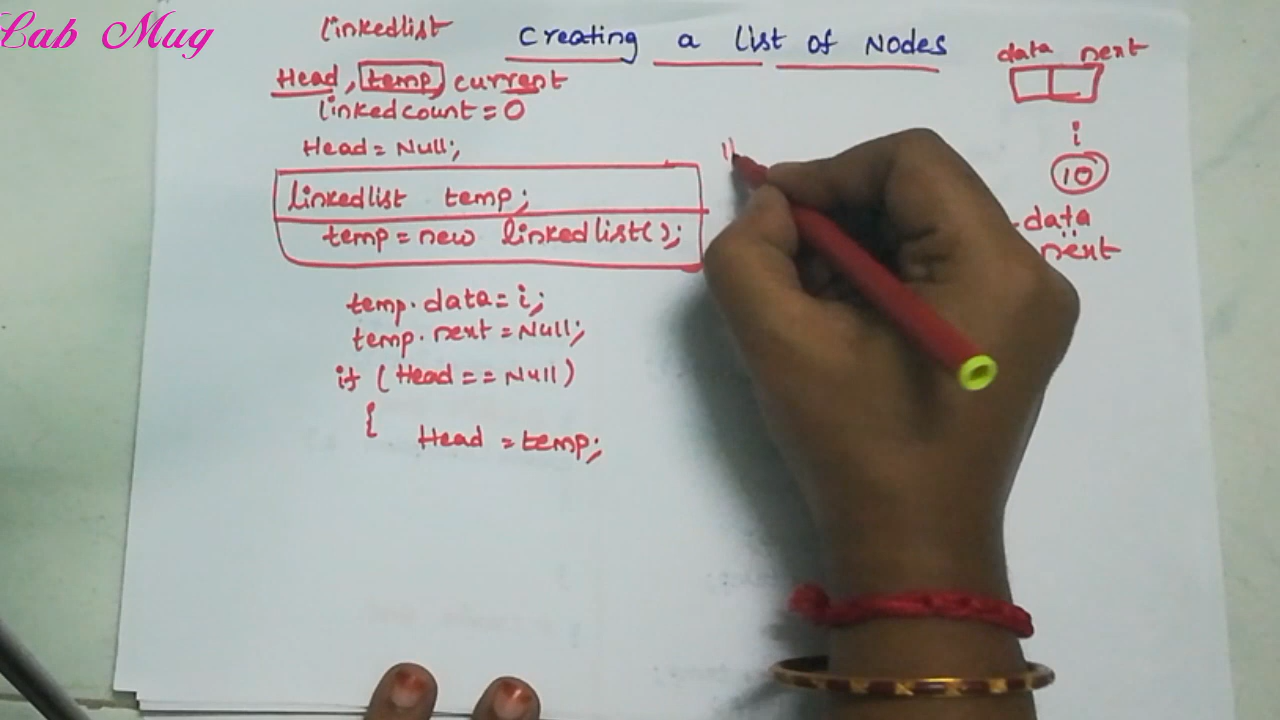 Lab Mug
linkedlist
Creating a list of Nodes
data next
Head, temp, current
linkedcount = 0
Head = Null;
i
10
linkedlist temp;
data
temp = new linkedlist();
next
temp. data = i;
temp. next = Null;
if (Head == Null)
{
Head = temp;